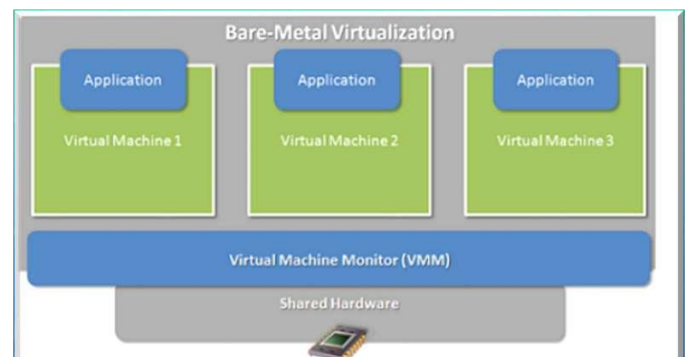 Bare-Metal Virtualization
Application Application Application
Virtual Machine 1 Virtual Machine 2 Virtual Machine 3
Virtual Machine Monitor (VMM)
Shared Hardware